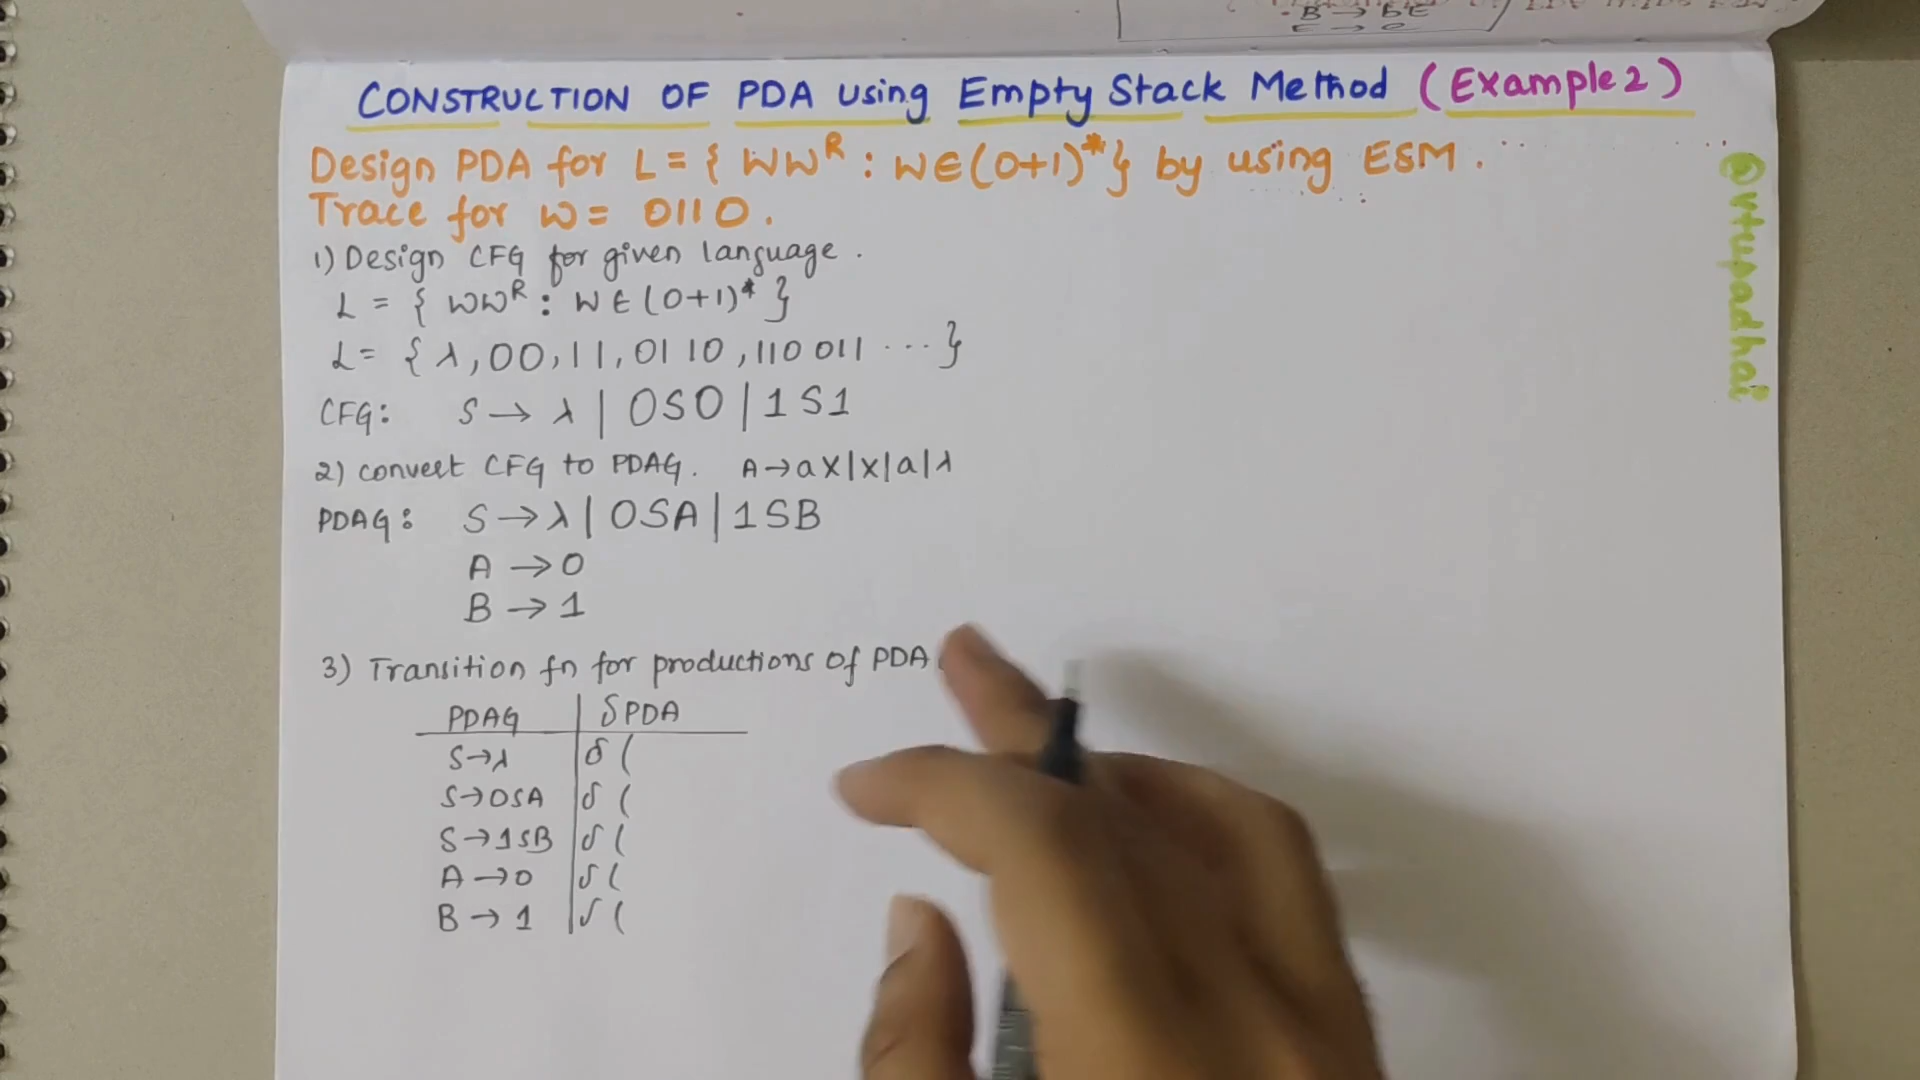 B → bE
E → e
CONSTRUCTION OF PDA using Empty Stack Method (Example 2)
Design PDA for L = { WW^R : W∈(0+1)^* } by using ESM.
Trace for w = 0110.
1) Design CFG for given language.
L = { WW^R : W ∈ (0+1)^* }
L = { λ, 00, 11, 0110, 110011 ... }
CFG: S → λ | 0S0 | 1S1
2) convert CFG to PDAG. A → aX|X|a|λ
PDAG: S → λ | 0SA | 1SB
A → 0
B → 1
3) Transition fn for productions of PDA
PDAG | δPDA
S→λ | δ (
S→0SA | δ (
S→1SB | δ (
A → 0 | δ (
B → 1 | δ (
@vtupadhai